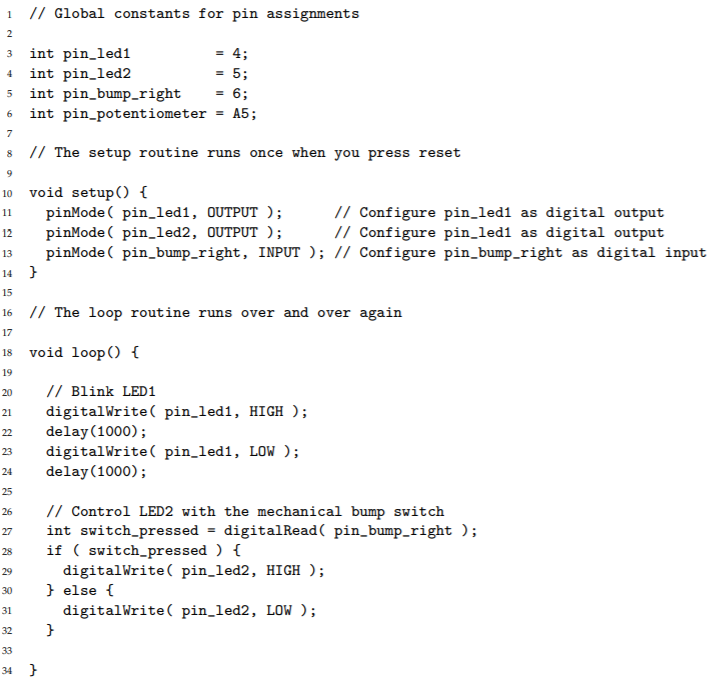 1 // Global constants for pin assignments
2
3 int pin_led1          = 4;
4 int pin_led2          = 5;
5 int pin_bump_right    = 6;
6 int pin_potentiometer = A5;
7
8 // The setup routine runs once when you press reset
9
10 void setup() {
11   pinMode( pin_led1, OUTPUT );      // Configure pin_led1 as digital output
12   pinMode( pin_led2, OUTPUT );      // Configure pin_led1 as digital output
13   pinMode( pin_bump_right, INPUT ); // Configure pin_bump_right as digital input
14 }
15
16 // The loop routine runs over and over again
17
18 void loop() {
19
20   // Blink LED1
21   digitalWrite( pin_led1, HIGH );
22   delay(1000);
23   digitalWrite( pin_led1, LOW );
24   delay(1000);
25
26   // Control LED2 with the mechanical bump switch
27   int switch_pressed = digitalRead( pin_bump_right );
28   if ( switch_pressed ) {
29     digitalWrite( pin_led2, HIGH );
30   } else {
31     digitalWrite( pin_led2, LOW );
32   }
33
34 }